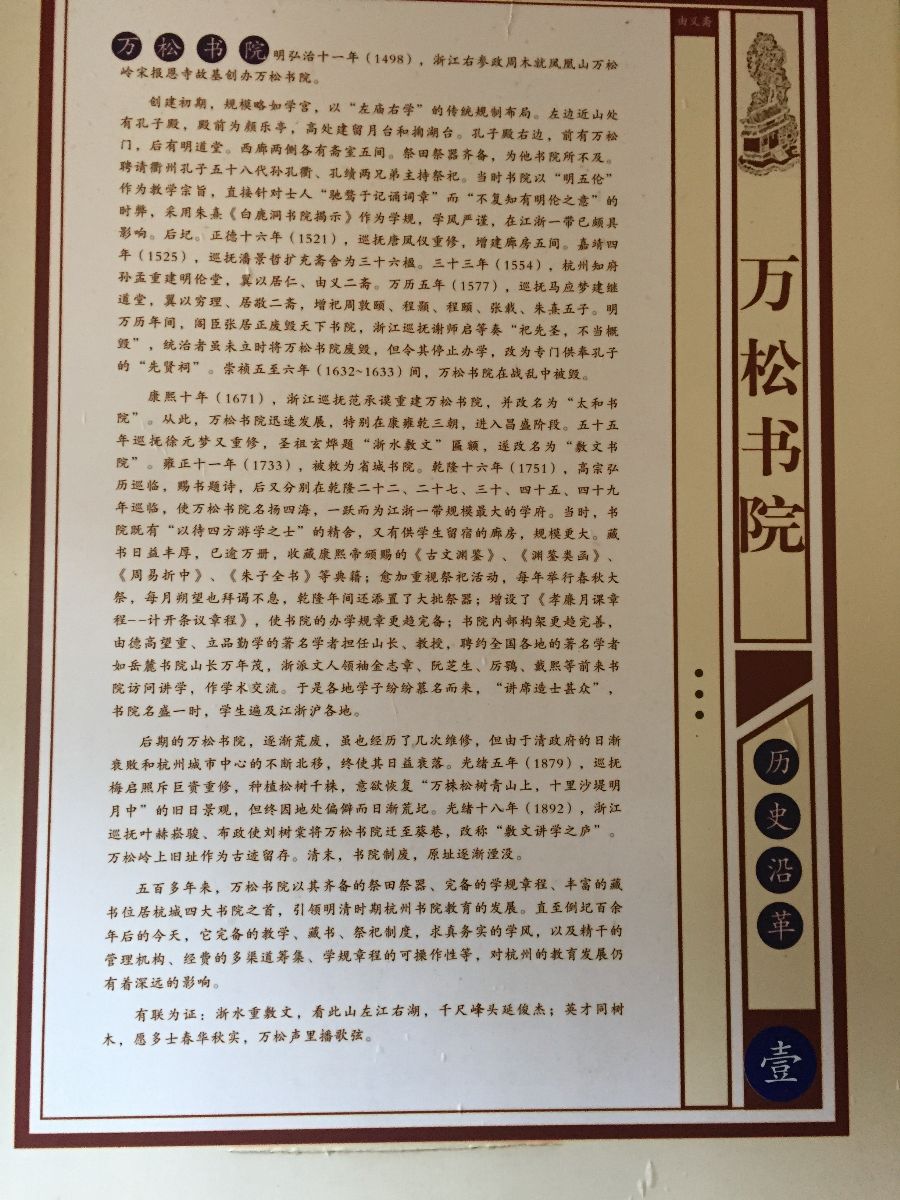 万松书院明弘治十一年（1498），浙江右参政周木就凤凰山万松
岭宋报恩寺故基创办万松书院。
创建初期，规模略如学宫，以“左庙右学”的传统规制布局。左边近山处
有孔子殿，殿前为颜乐亭，高处建留月台和掬湖台。孔子殿右边，前有万松
门，后有明道堂。西廊两侧各有斋室五间。祭田祭器齐备，为他书院所不及。
聘请衢州孔子五十八代孙孔衢、孔绩两兄弟主持祭祀。当时书院以“明五伦”
作为教学宗旨，直接针对士人“驰骛于记诵词章”而“不复知有明伦之意”的
时弊，采用朱熹《白鹿洞书院揭示》作为学规，学风严谨，在江浙一带已颇具
影响。后圮。正德十六年（1521），巡抚唐凤仪重修，增建廊房五间。嘉靖四
年（1525），巡抚潘景哲扩充斋舍为三十六楹。三十三年（1554），杭州知府
孙孟重建明伦堂，翼以居仁、由义二斋。万历五年（1577），巡抚马应梦建继
道堂，翼以穷理、居敬二斋，增祀周敦颐、程颢、程颐、张载、朱熹五子。明
万历年间，阁臣张居正废毁天下书院，浙江巡抚谢师启等奏“祀先圣，不当概
毁”，统治者虽未立时将万松书院废毁，但令其停止办学，改为专门供奉孔子
的“先贤祠”。崇祯五至六年（1632~1633）间，万松书院在战乱中被毁。
康熙十年（1671），浙江巡抚范承谟重建万松书院，并改名为“太和书
院”。从此，万松书院迅速发展，特别在康雍乾三朝，进入昌盛阶段。五十五
年巡抚徐元梦又重修，圣祖玄烨题“浙水敷文”匾额，遂改名为“敷文书
院”。雍正十一年（1733），被敕为省城书院。乾隆十六年（1751），高宗弘
历巡临，赐书题诗，后又分别在乾隆二十二、二十七、三十、四十五、四十九
年巡临，使万松书院名扬四海，一跃而为江浙一带规模最大的学府。当时，书
院既有“以待四方游学之士”的精舍，又有供学生留宿的廊房，规模更大。藏
书日益丰厚，已逾万册，收藏康熙帝颁赐的《古文渊鉴》、《渊鉴类函》、
《周易折中》、《朱子全书》等典籍；愈加重视祭祀活动，每年举行春秋大
祭，每月朔望也拜谒不息，乾隆年间还添置了大批祭器；增设了《孝廉月课章
程--计开条议章程》，使书院的办学规章更趋完备；书院内部构架更趋完善，
由德高望重、立品勤学的著名学者担任山长、教授，聘约全国各地的著名学者
如岳麓书院山长万年茂，浙派文人领袖金志章、阮芝生、厉鹗、戴熙等前来书
院访问讲学，作学术交流。于是各地学子纷纷慕名而来，“讲席造士甚众”，
书院名盛一时，学生遍及江浙沪各地。
后期的万松书院，逐渐荒废，虽也经历了几次维修，但由于清政府的日渐
衰败和杭州城市中心的不断北移，终使其日益衰落。光绪五年（1879），巡抚
梅启照斥巨资重修，种植松树千株，意欲恢复“万株松树青山上，十里沙堤明
月中”的旧日景观，但终因地处偏僻而日渐荒圮。光绪十八年（1892），浙江
巡抚叶赫崧骏、布政使刘树棠将万松书院迁至葵巷，改称“敷文讲学之庐”。
万松岭上旧址作为古迹留存。清末，书院制废，原址逐渐湮没。
五百多年来，万松书院以其齐备的祭田祭器、完备的学规章程、丰富的藏
书位居杭城四大书院之首，引领明清时期杭州书院教育的发展。直至倒圮百余
年后的今天，它完备的教学、藏书、祭祀制度，求真务实的学风，以及精干的
管理机构、经费的多渠道筹集、学规章程的可操作性等，对杭州的教育发展仍
有着深远的影响。
有联为证：浙水重敷文，看此山左江右湖，千尺峰头延俊杰；英才同树
木，愿多士春华秋实，万松声里播歌弦。
由义斋
万松书院
历史沿革
壹